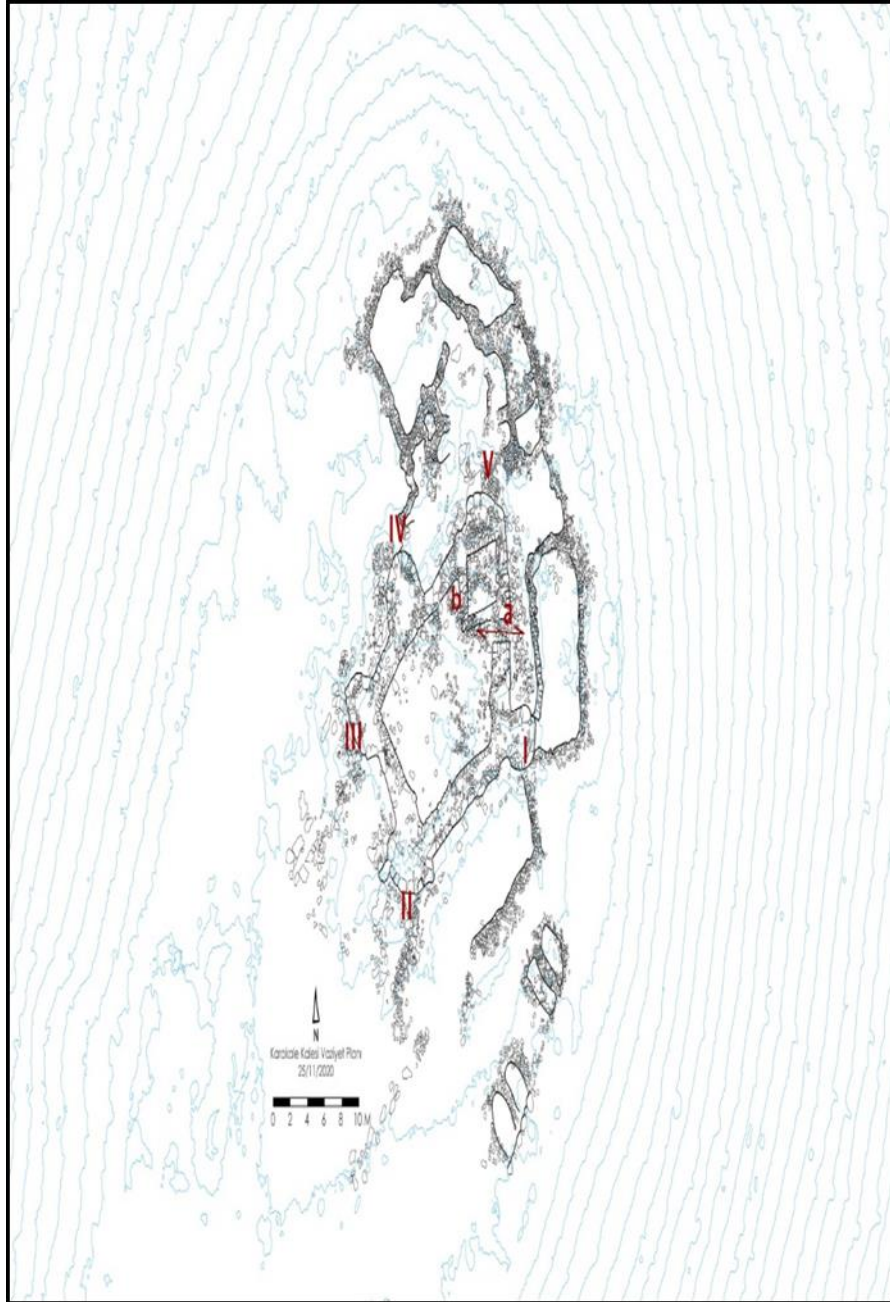 V
IV
b
a
III
I
II
N
Karakale Kalesi Vaziyet Planı
25/11/2020
0 2 4 6 8 10 M